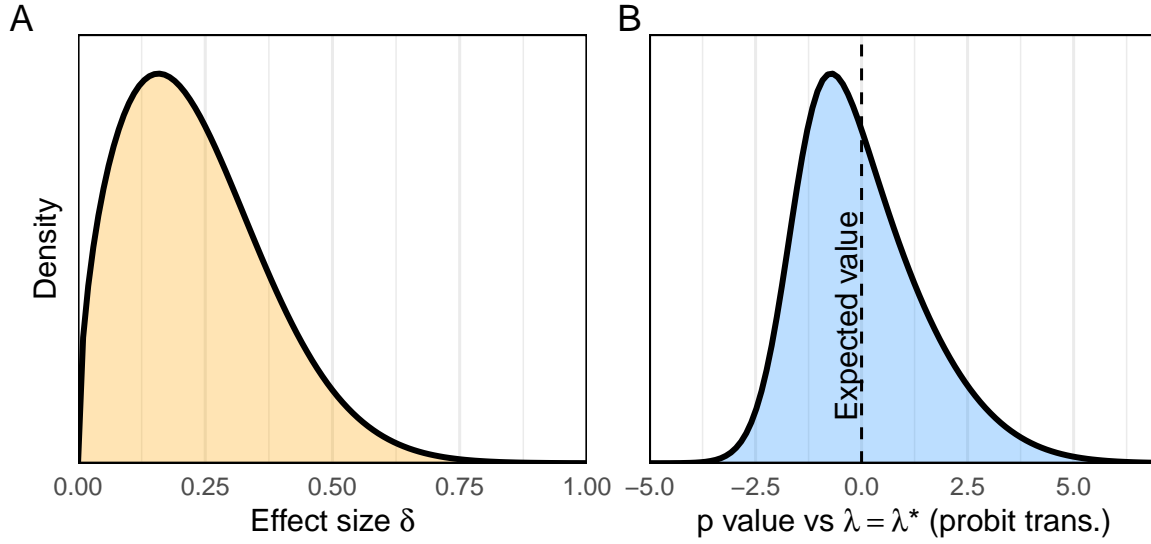 A
B
Density
Expected value
0.00 0.25 0.50 0.75 1.00
−5.0 −2.5 0.0 2.5 5.0
Effect size δ
p value vs λ = λ* (probit trans.)